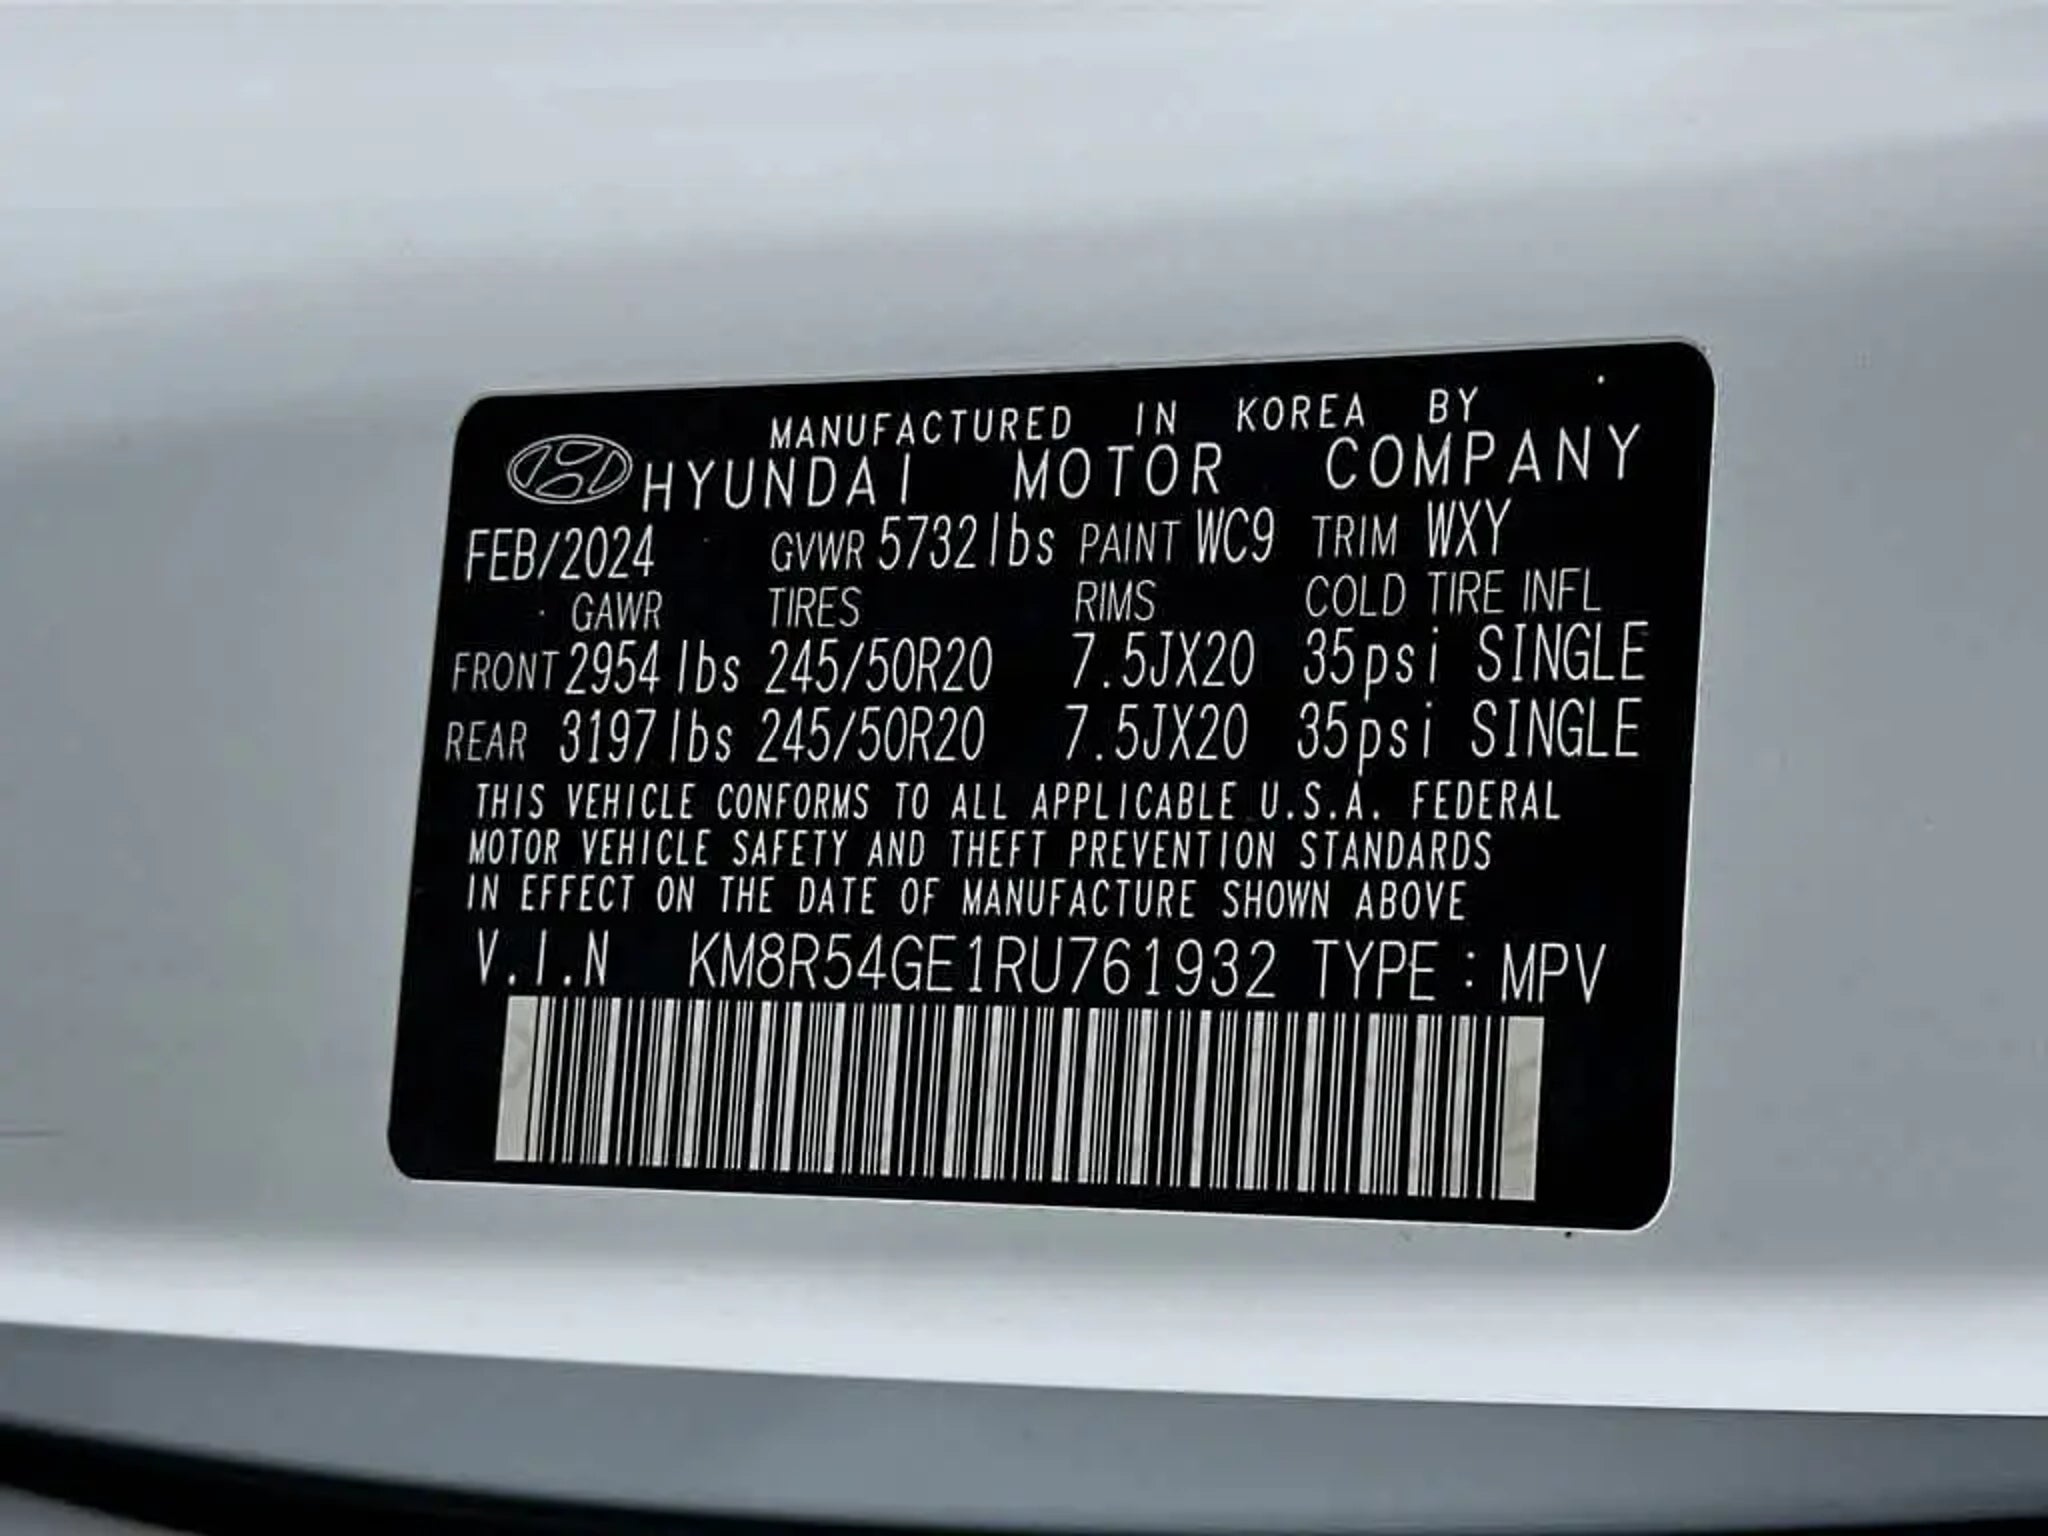 MANUFACTURED IN KOREA BY
HYUNDAI MOTOR COMPANY
FEB/2024 GVWR 5732lbs PAINT WC9 TRIM WXY
GAWR TIRES RIMS COLD TIRE INFL
FRONT 2954lbs 245/50R20 7.5JX20 35psi SINGLE
REAR 3197lbs 245/50R20 7.5JX20 35psi SINGLE
THIS VEHICLE CONFORMS TO ALL APPLICABLE U.S.A. FEDERAL
MOTOR VEHICLE SAFETY AND THEFT PREVENTION STANDARDS
IN EFFECT ON THE DATE OF MANUFACTURE SHOWN ABOVE
V.I.N KM8R54GE1RU761932 TYPE : MPV